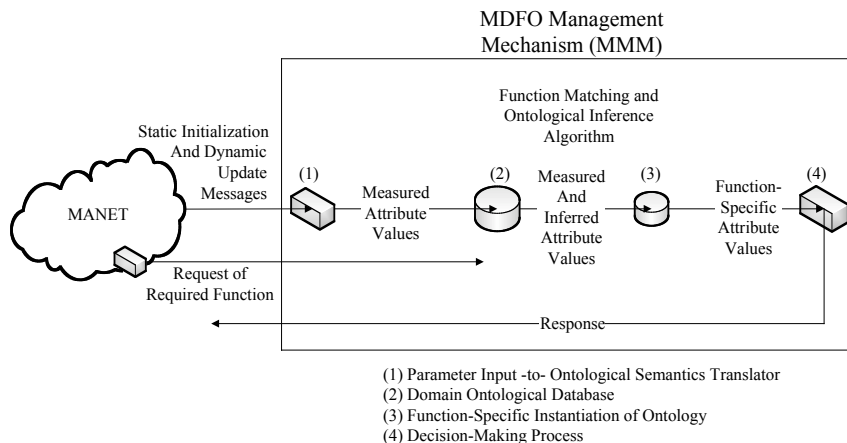 MDFO Management
Mechanism (MMM)
Static Initialization
And Dynamic
Update
Messages
Function Matching and
Ontological Inference
Algorithm
(1)
(2)
(3)
(4)
MANET
Measured
Attribute
Values
Measured
And
Inferred
Attribute
Values
Function-
Specific
Attribute
Values
Request of
Required Function
Response
(1) Parameter Input -to- Ontological Semantics Translator
(2) Domain Ontological Database
(3) Function-Specific Instantiation of Ontology
(4) Decision-Making Process